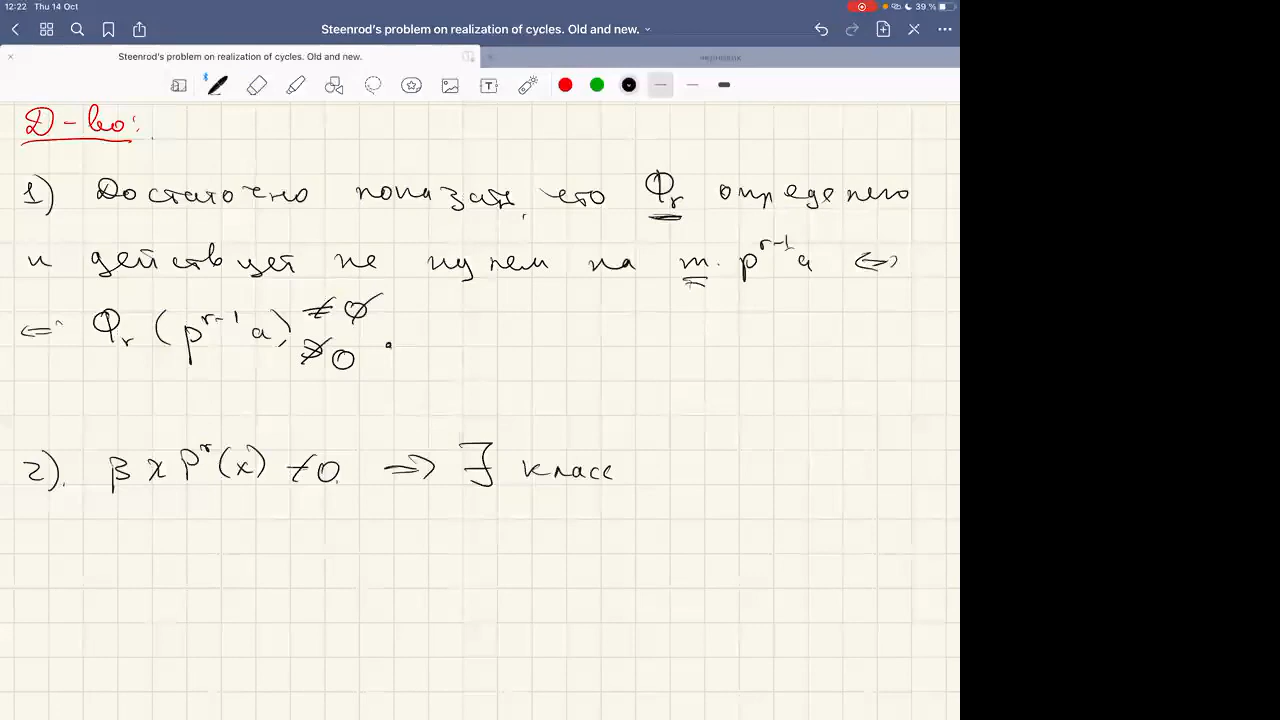 12:22 Thu 14 Oct 39 %
Steenrod's problem on realization of cycles. Old and new.
Steenrod's problem on realization of cycles. Old and new.
Д-во:
1) Достаточно показать, что Φ_r определено
и действует не нулем на m. p^{r-1} a ⇔
⇔ Φ_r (p^{r-1} a) ∌ 0.
2). β χ P^r(x) ≠ 0. ⇒ ∃ класс